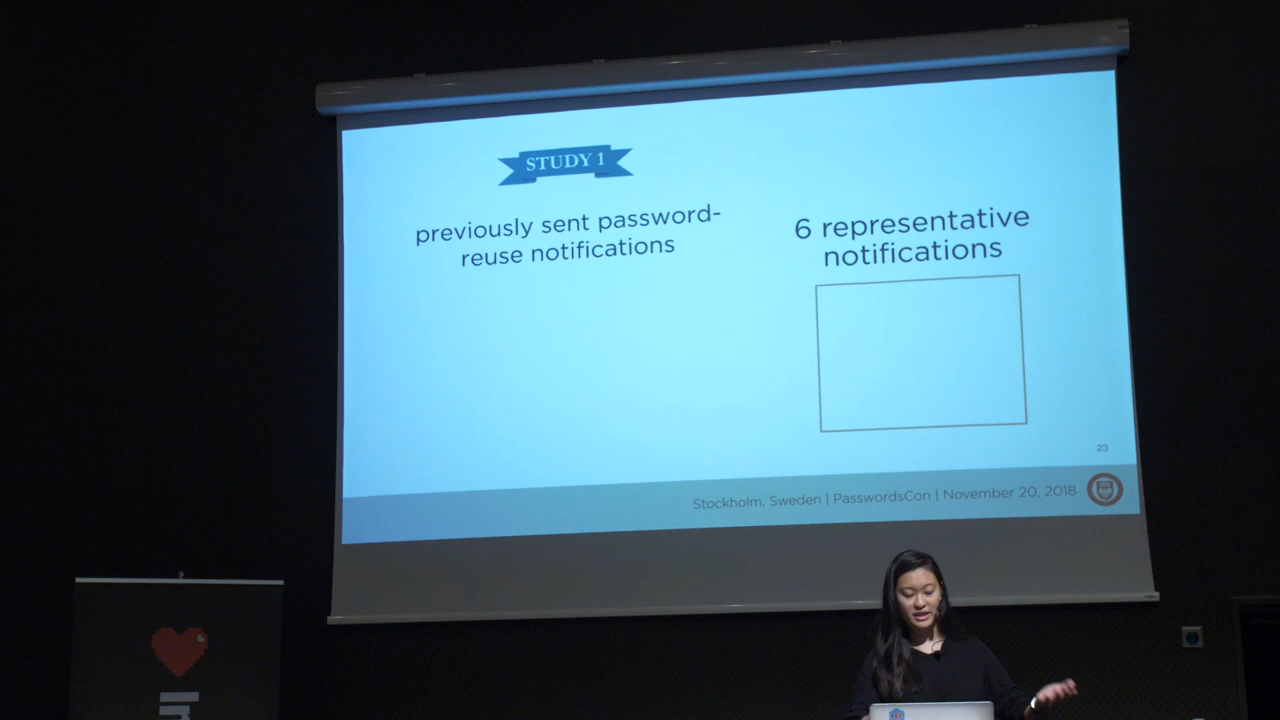 STUDY 1
previously sent password-
reuse notifications
6 representative
notifications
23
Stockholm, Sweden | PasswordsCon | November 20, 2018